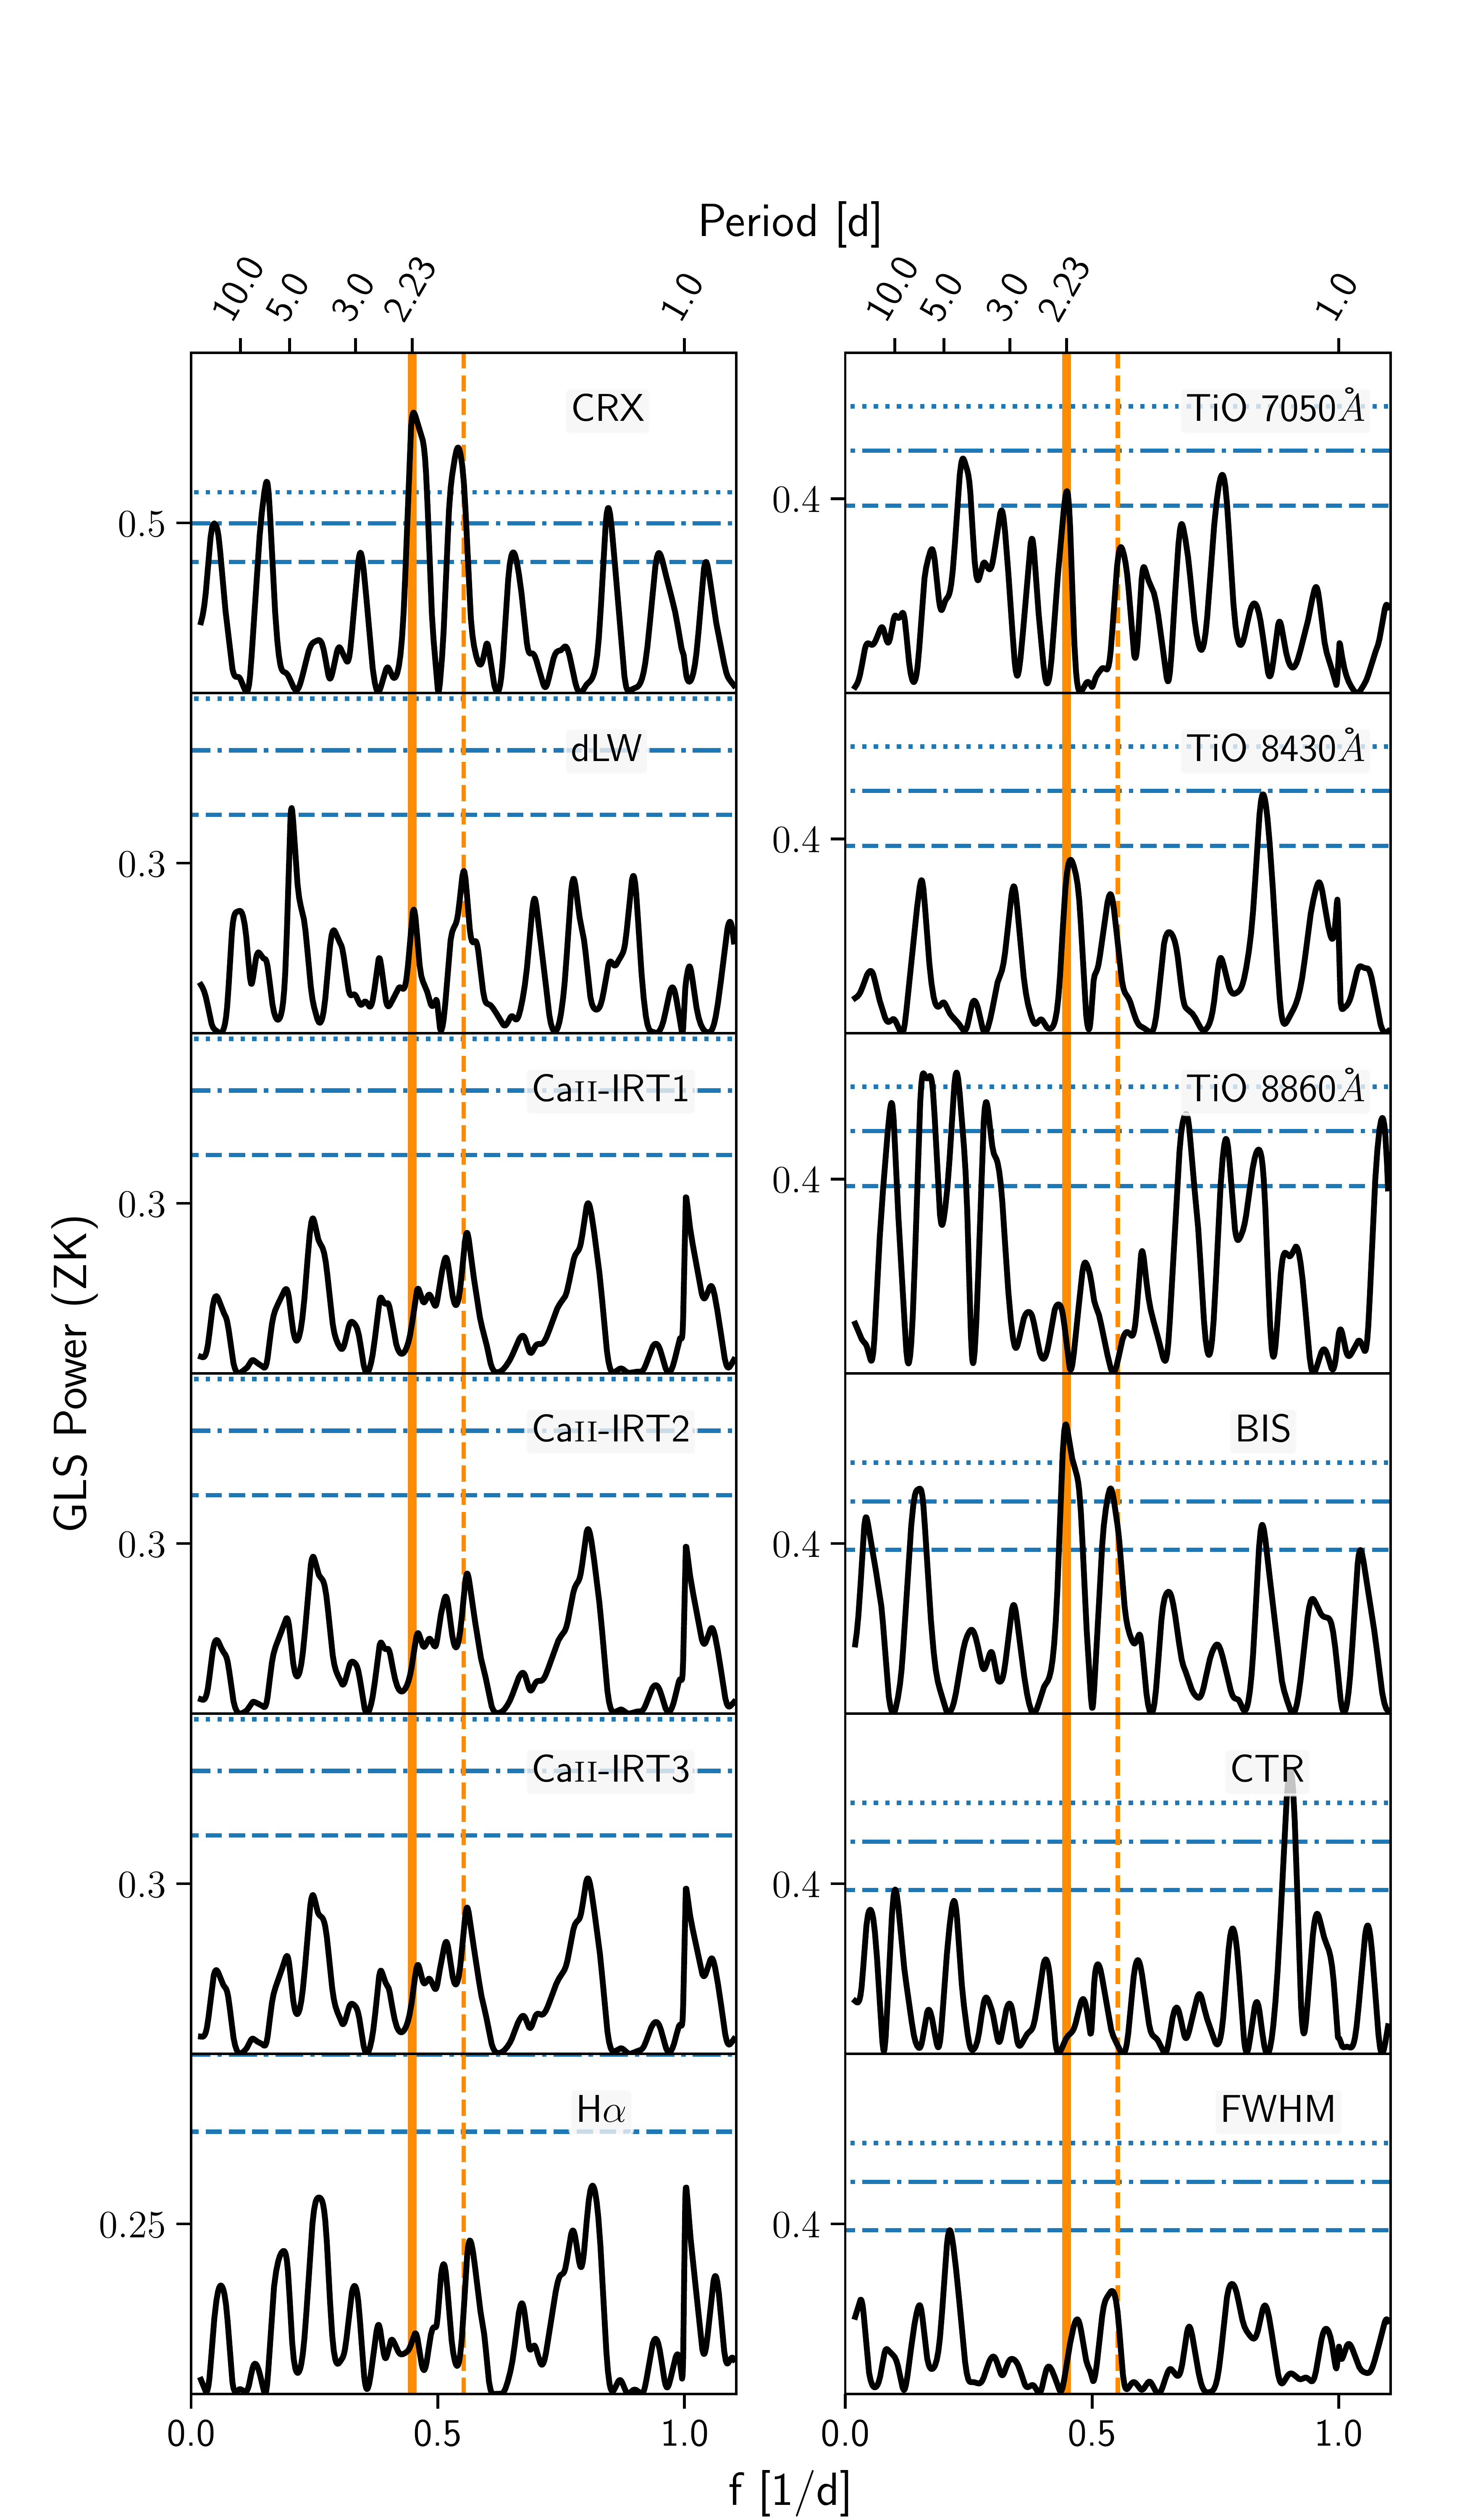 Period [d]
10.0 5.0 3.0 2.23 1.0 10.0 5.0 3.0 2.23 1.0
CRX
0.5
TiO 7050Å
0.4
dLW
0.3
TiO 8430Å
0.4
CaII-IRT1
0.3
TiO 8860Å
0.4
GLS Power (ZK)
CaII-IRT2
0.3
BIS
0.4
CaII-IRT3
0.3
CTR
0.4
Hα
0.25
FWHM
0.4
0.0 0.5 1.0 0.0 0.5 1.0
f [1/d]